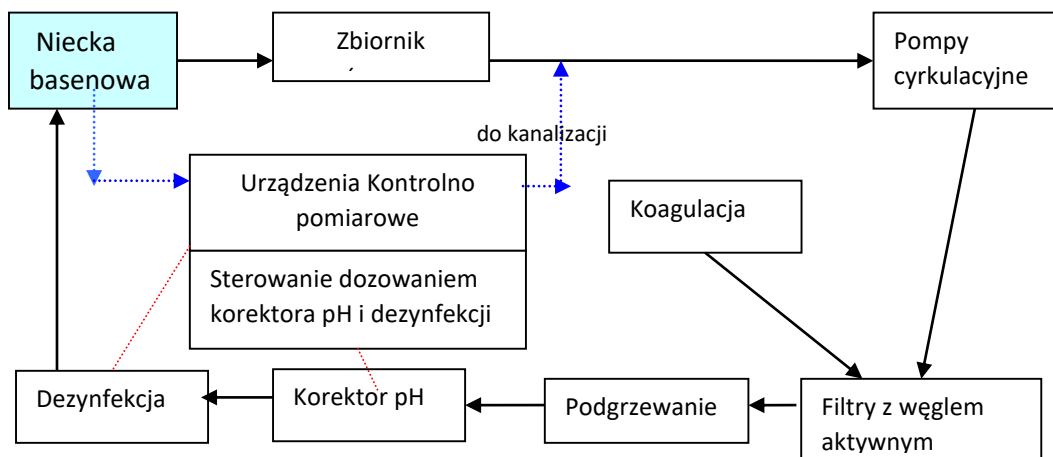 Niecka
basenowa
Zbiornik
Pompy
cyrkulacyjne
do kanalizacji
Urządzenia Kontrolno
pomiarowe
Koagulacja
Sterowanie dozowaniem
korektora pH i dezynfekcji
Dezynfekcja
Korektor pH
Podgrzewanie
Filtry z węglem
aktywnym